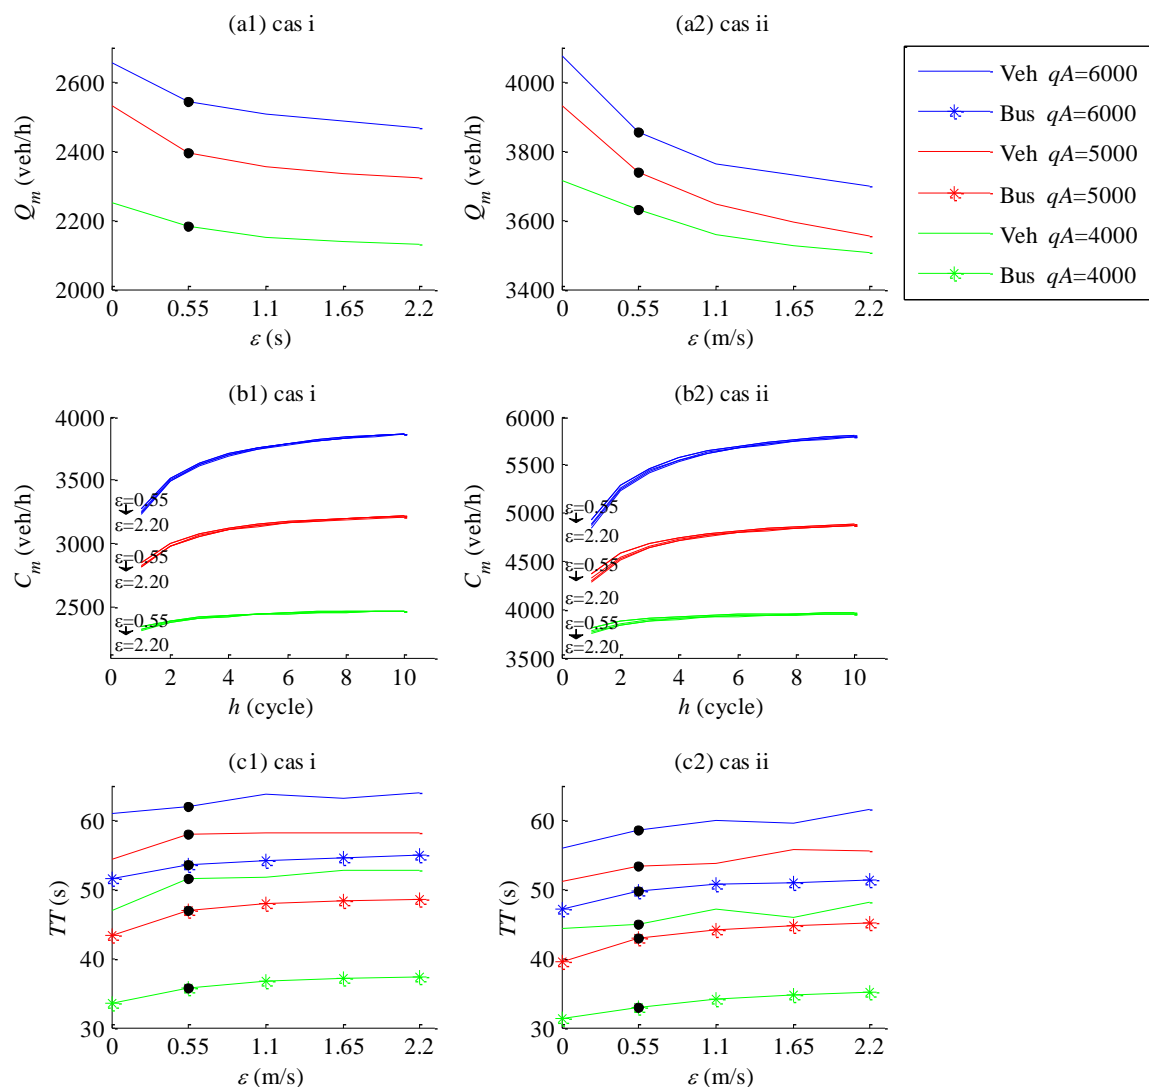 (a1) cas i
(a2) cas ii
Q_m (veh/h)
2600
2400
2200
2000
0 0.55 1.1 1.65 2.2
ε (s)
Q_m (veh/h)
4000
3800
3600
3400
0 0.55 1.1 1.65 2.2
ε (m/s)
Veh qA=6000
Bus qA=6000
Veh qA=5000
Bus qA=5000
Veh qA=4000
Bus qA=4000
(b1) cas i
(b2) cas ii
C_m (veh/h)
4000
3500
3000
2500
ε=0.55
ε=2.20
ε=0.55
ε=2.20
ε=0.55
ε=2.20
0 2 4 6 8 10
h (cycle)
C_m (veh/h)
6000
5500
5000
4500
4000
3500
ε=0.55
ε=2.20
ε=0.55
ε=2.20
ε=0.55
ε=2.20
0 2 4 6 8 10
h (cycle)
(c1) cas i
(c2) cas ii
TT (s)
60
50
40
30
0 0.55 1.1 1.65 2.2
ε (m/s)
TT (s)
60
50
40
30
0 0.55 1.1 1.65 2.2
ε (m/s)